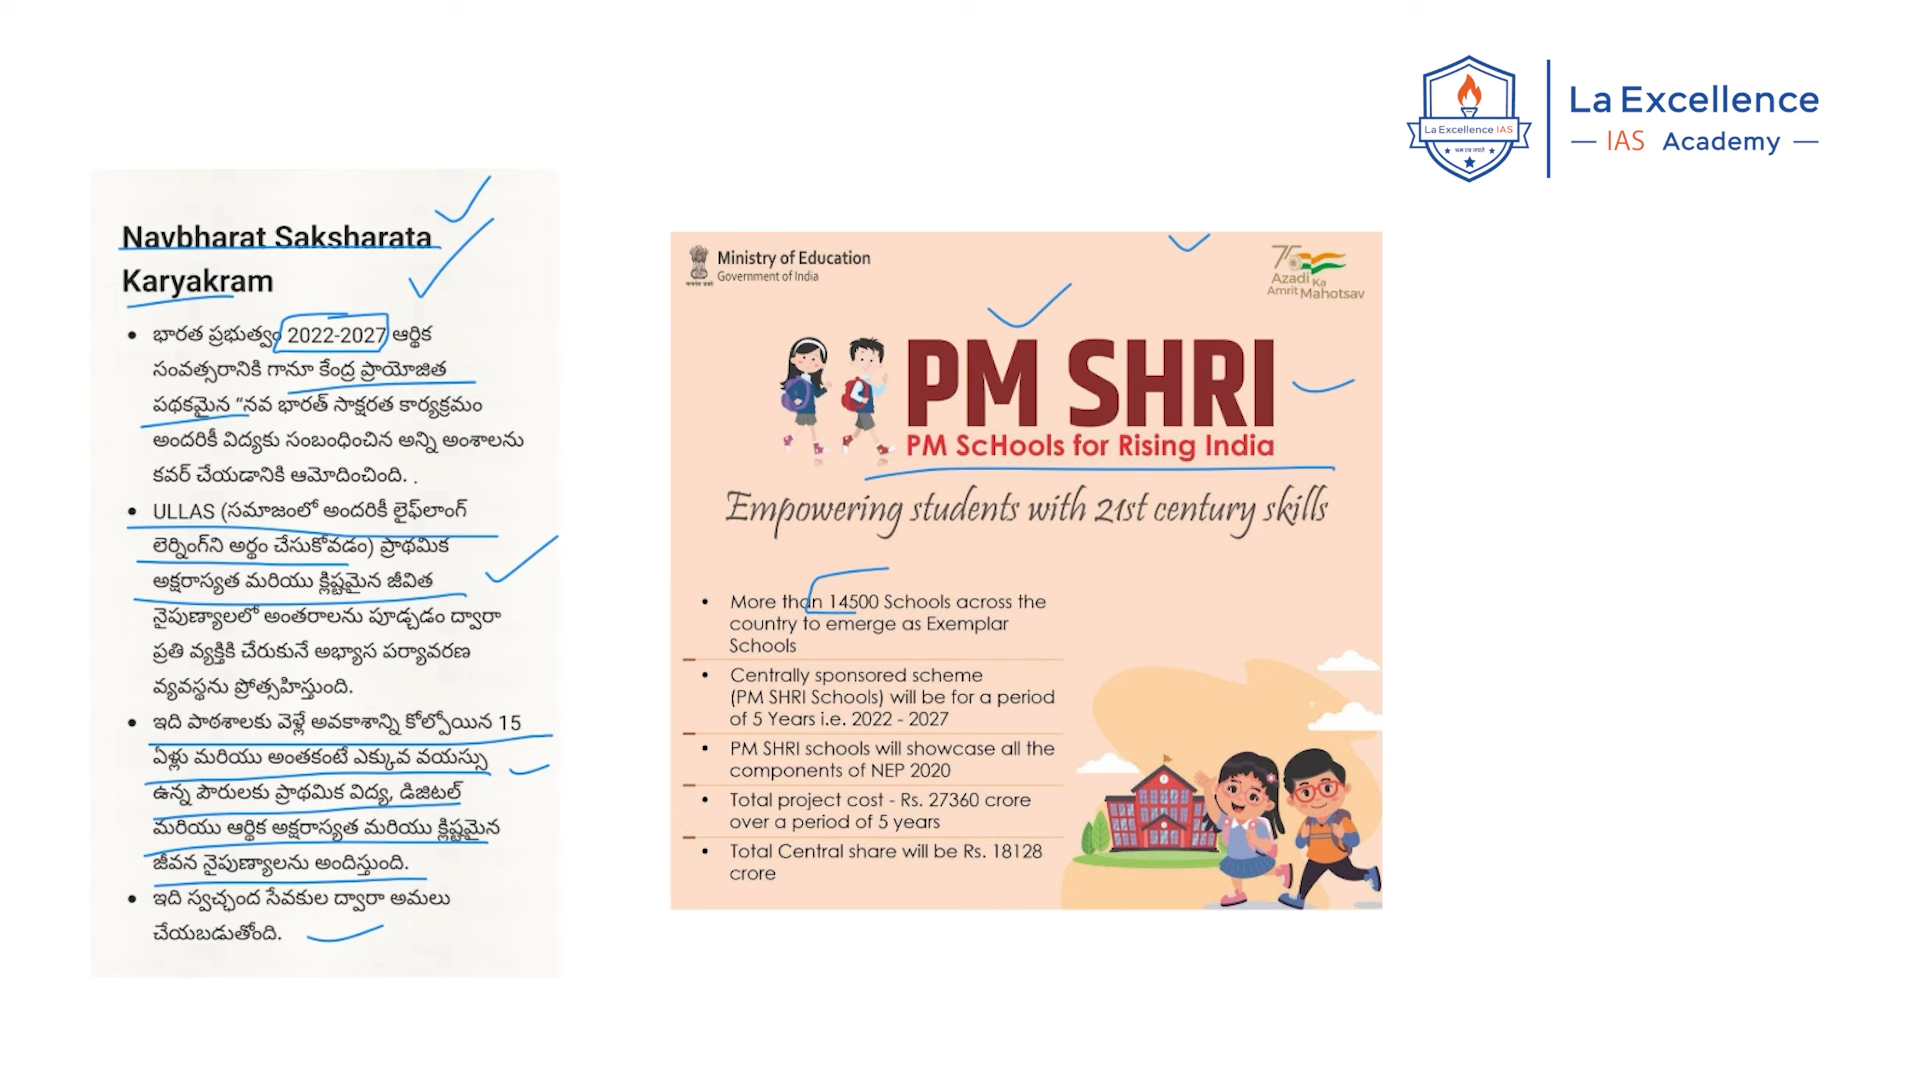 La Excellence
IAS Academy
La Excellence IAS
Navbharat Saksharata
Karyakram
• భారత ప్రభుత్వం 2022-2027 ఆర్థిక
సంవత్సరానికి గానూ కేంద్ర ప్రాయోజిత
పథకమైన “నవ భారత్ సాక్షరత కార్యక్రమం
అందరికీ విద్యకు సంబంధించిన అన్ని అంశాలను
కవర్ చేయడానికి ఆమోదించింది. .
• ULLAS (సమాజంలో అందరికీ లైఫ్‌లాంగ్
లెర్నింగ్‌ని అర్థం చేసుకోవడం) ప్రాథమిక
అక్షరాస్యత మరియు క్లిష్టమైన జీవిత
నైపుణ్యాలలో అంతరాలను పూడ్చడం ద్వారా
ప్రతి వ్యక్తికి చేరుకునే అభ్యాస పర్యావరణ
వ్యవస్థను ప్రోత్సహిస్తుంది.
• ఇది పాఠశాలకు వెళ్లే అవకాశాన్ని కోల్పోయిన 15
ఏళ్లు మరియు అంతకంటే ఎక్కువ వయస్సు
ఉన్న పౌరులకు ప్రాథమిక విద్య, డిజిటల్
మరియు ఆర్థిక అక్షరాస్యత మరియు క్లిష్టమైన
జీవన నైపుణ్యాలను అందిస్తుంది.
• ఇది స్వచ్ఛంద సేవకుల ద్వారా అమలు
చేయబడుతోంది.
Ministry of Education
Government of India
75
Azadi Ka
Amrit Mahotsav
PM SHRI
PM ScHools for Rising India
Empowering students with 21st century skills
• More than 14500 Schools across the
country to emerge as Exemplar
Schools
• Centrally sponsored scheme
(PM SHRI Schools) will be for a period
of 5 Years i.e. 2022 - 2027
• PM SHRI schools will showcase all the
components of NEP 2020
• Total project cost - Rs. 27360 crore
over a period of 5 years
• Total Central share will be Rs. 18128
crore